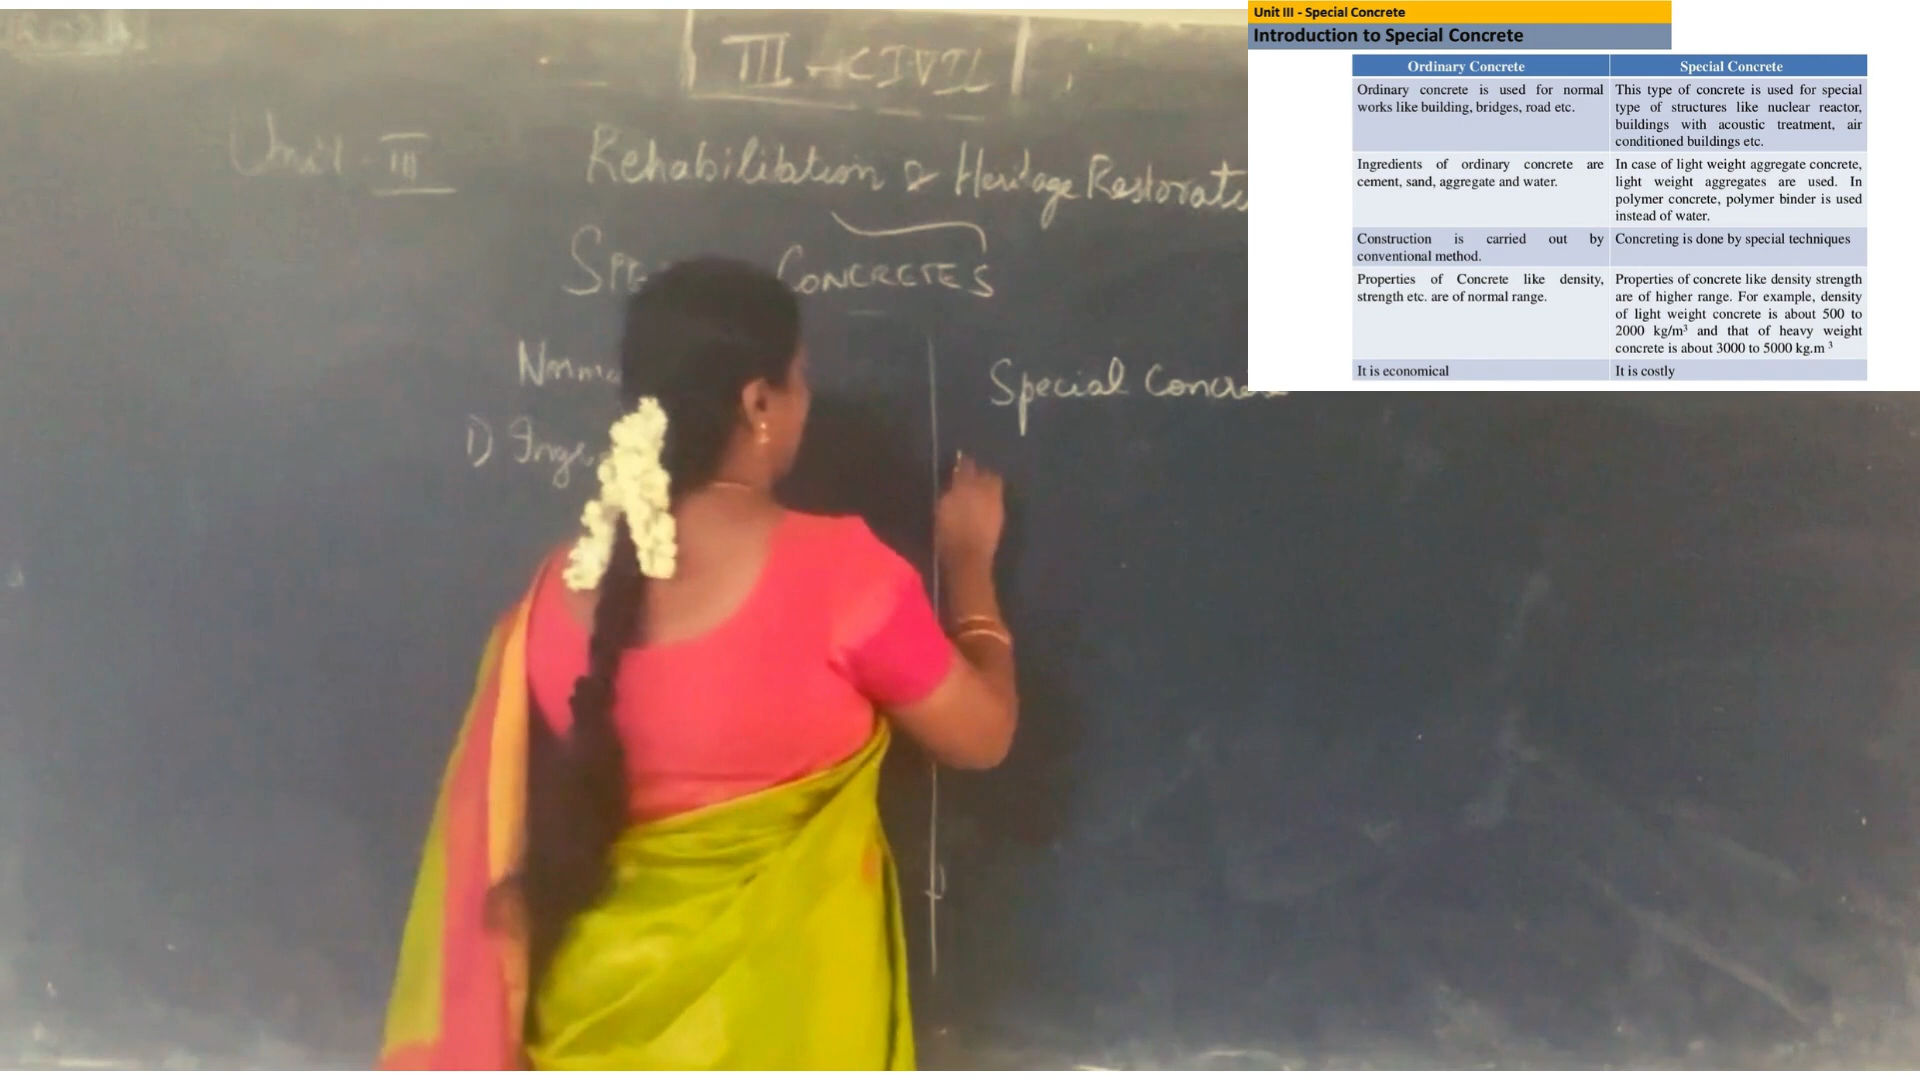 III - CIVIL
Unit - III
Rehabilibation & Heritage Restorati
SPE CONCRETES
Norma
Special Concre
1) Ingr
Unit III - Special Concrete
Introduction to Special Concrete
Ordinary Concrete
Special Concrete
Ordinary concrete is used for normal
works like building, bridges, road etc.
This type of concrete is used for special
type of structures like nuclear reactor,
buildings with acoustic treatment, air
conditioned buildings etc.
Ingredients of ordinary concrete are
cement, sand, aggregate and water.
In case of light weight aggregate concrete,
light weight aggregates are used. In
polymer concrete, polymer binder is used
instead of water.
Construction is carried out by
conventional method.
Concreting is done by special techniques
Properties of Concrete like density,
strength etc. are of normal range.
Properties of concrete like density strength
are of higher range. For example, density
of light weight concrete is about 500 to
2000 kg/m³ and that of heavy weight
concrete is about 3000 to 5000 kg.m ³
It is economical
It is costly